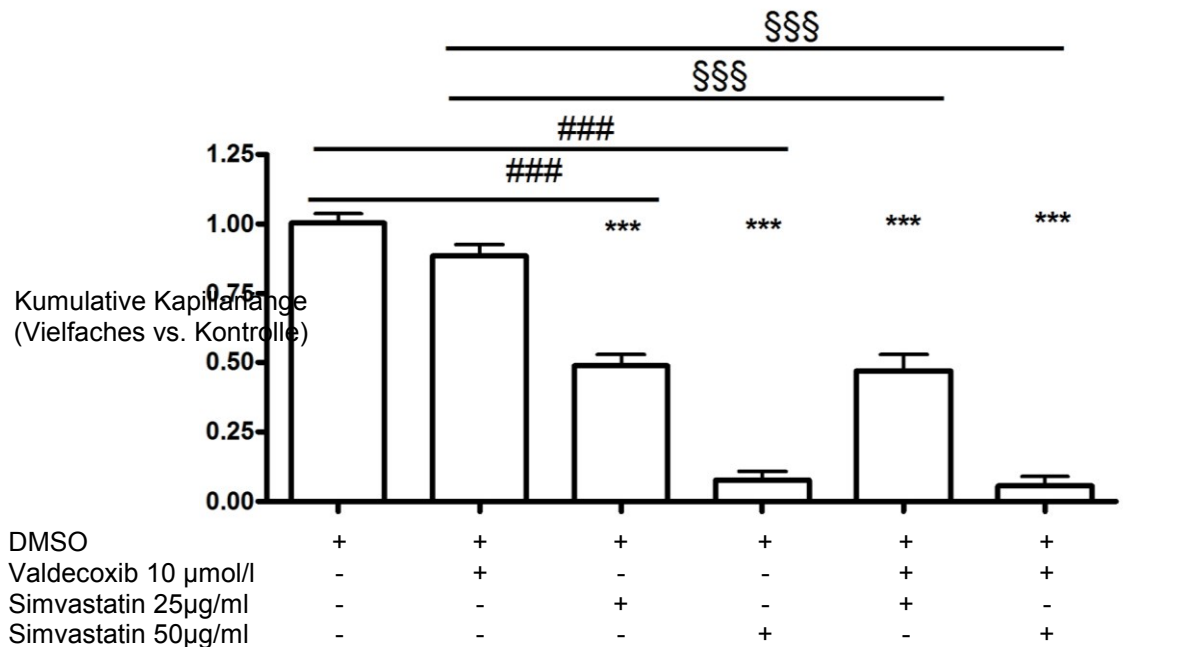 §§§
§§§
###
1.25
###
1.00
*** *** *** ***
0.75
Kumulative Kapillarlänge
(Vielfaches vs. Kontrolle)
0.50
0.25
0.00
DMSO + + + + + +
Valdecoxib 10 µmol/l - + - - + +
Simvastatin 25µg/ml - - + - + -
Simvastatin 50µg/ml - - - + - +